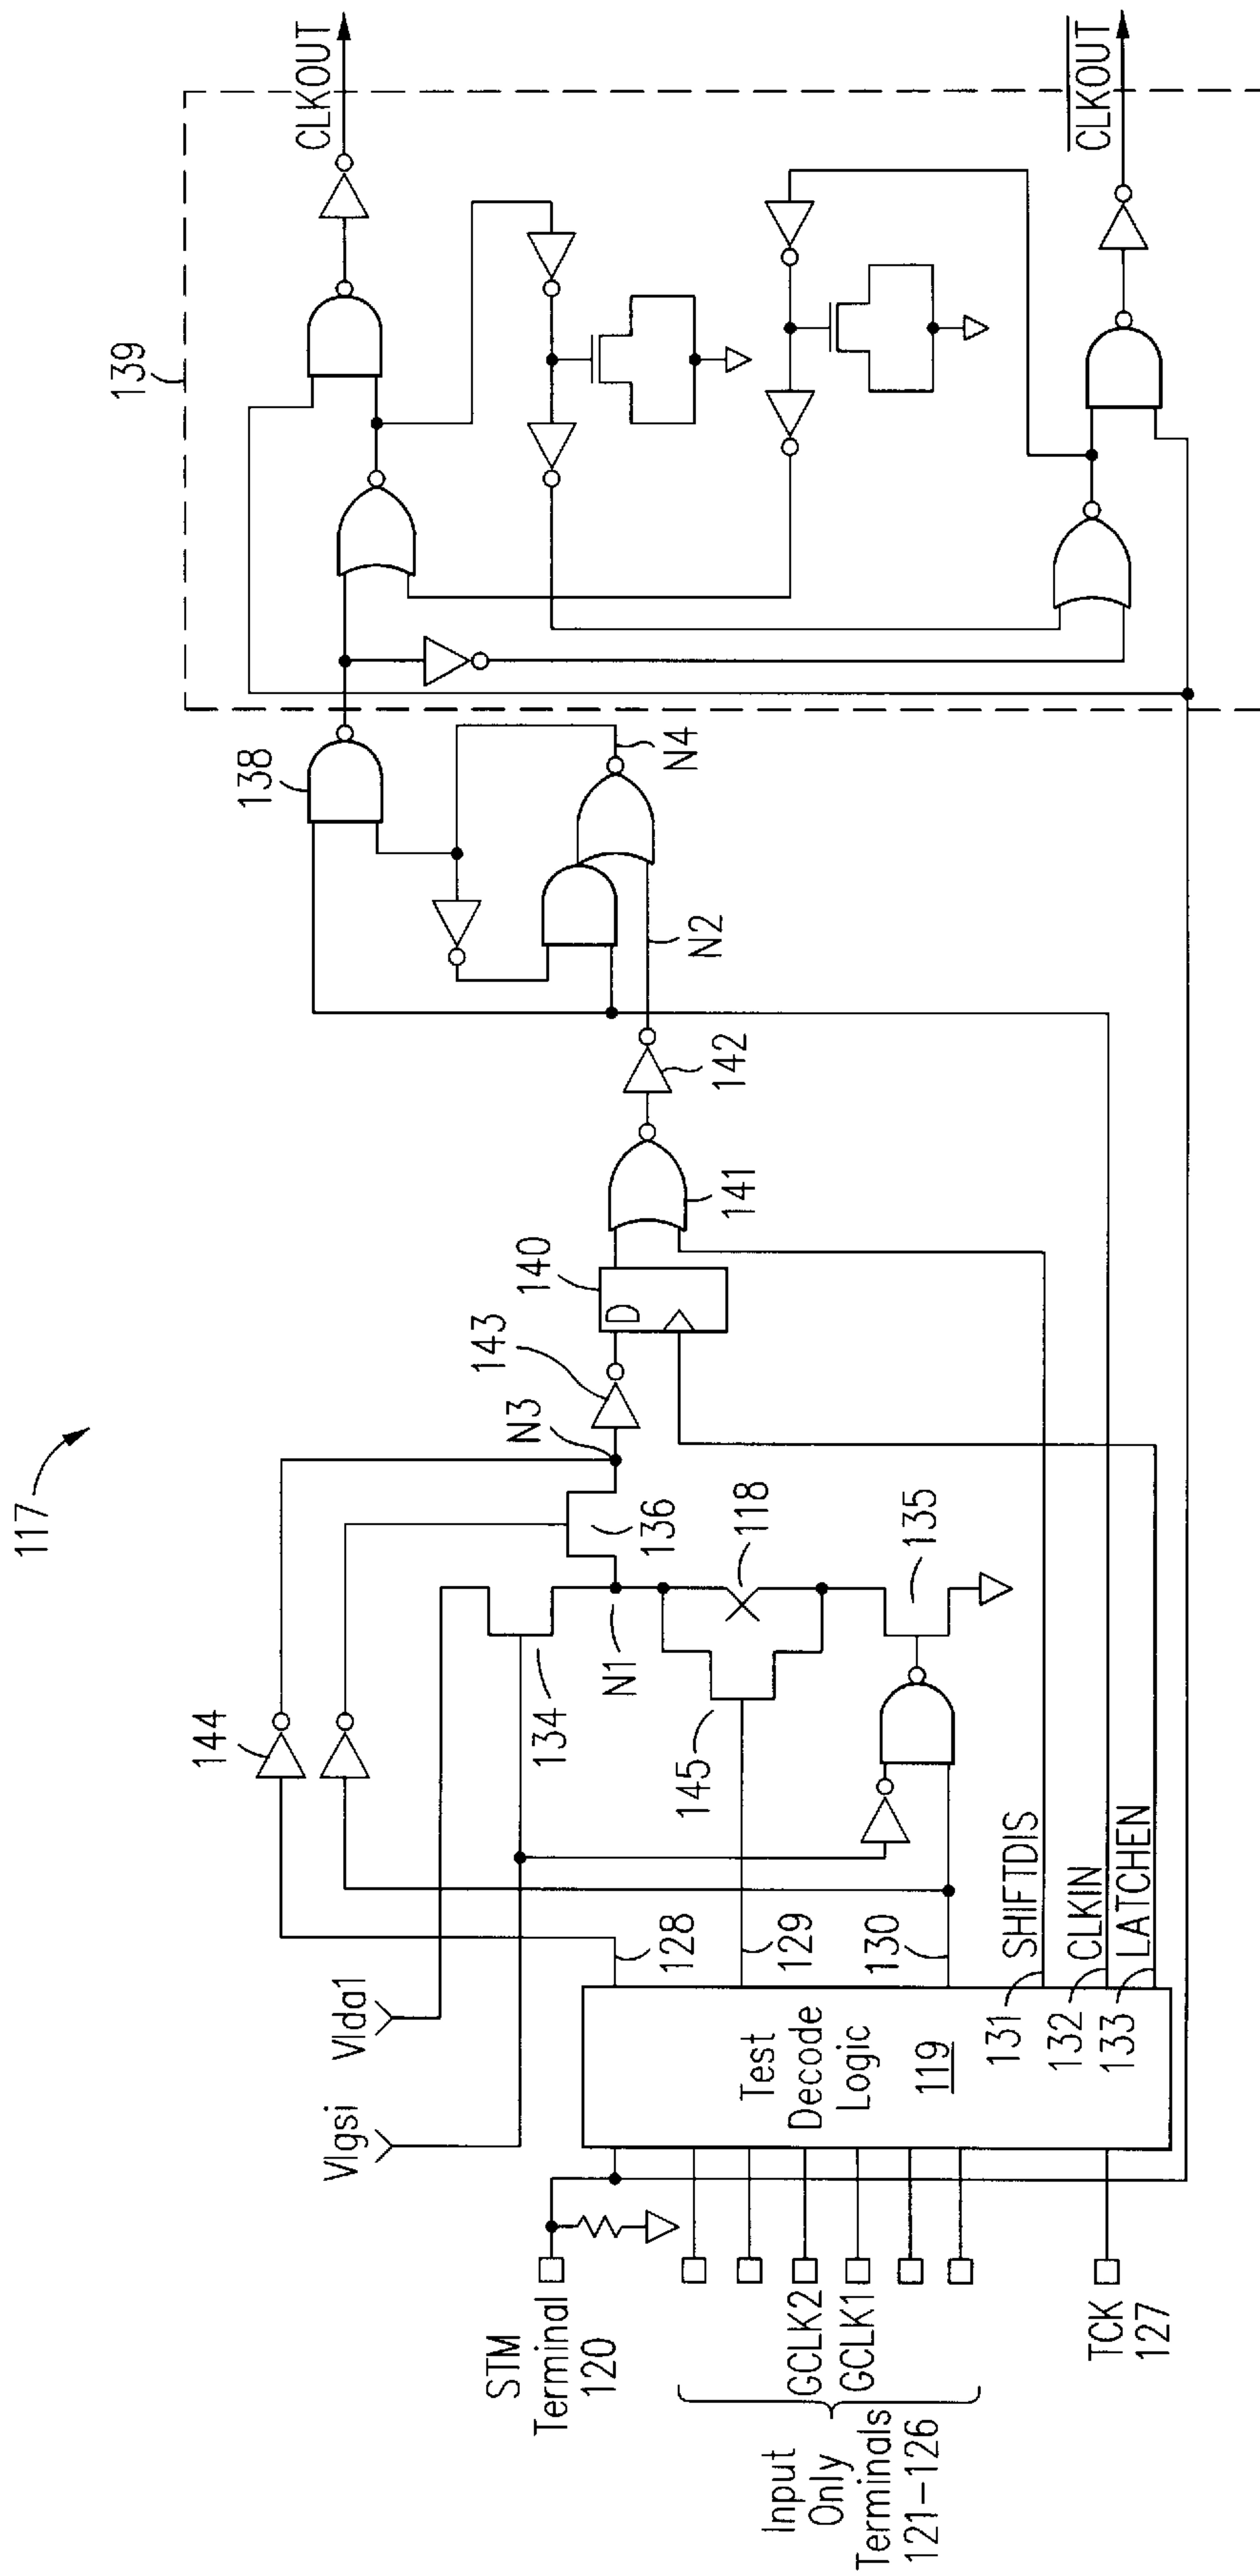 117
139
CLKOUT
CLKOUT
138
N4
N2
142
141
140
D
143
N3
136
118
135
N1
134
145
144
128
129
130
SHIFTDIS
CLKIN
LATCHEN
131
132
133
Vlda1
Vlgsi
Test
Decode
Logic
119
STM
Terminal
120
GCLK2
GCLK1
Input
Only
Terminals
121-126
TCK
127